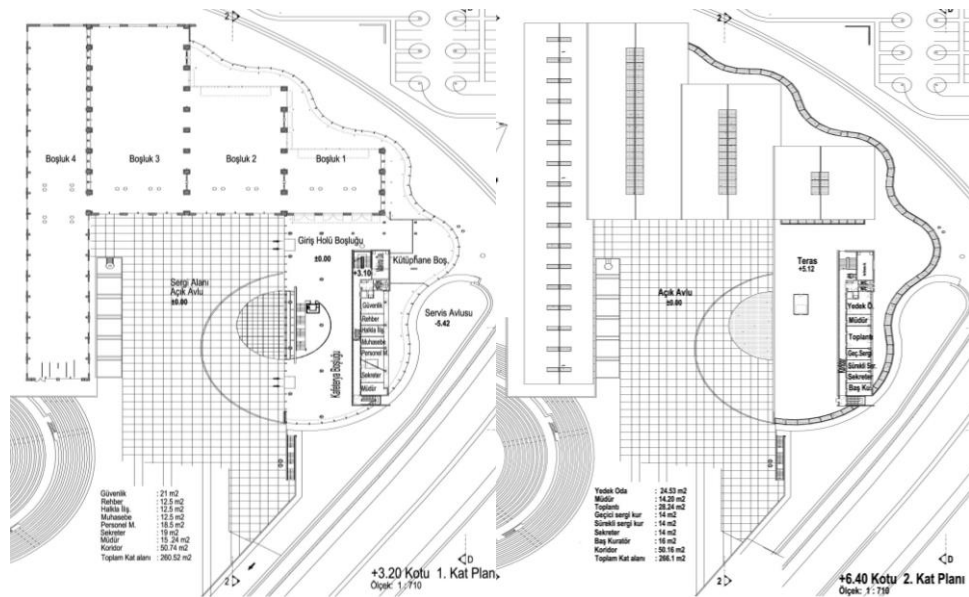 2
D
Boşluk 4
Boşluk 3
Boşluk 2
Boşluk 1
Giriş Holü Boşluğu
±0.00
+3.10
Kütüphane Boş.
Sergi Alanı
Açık Avlu
±0.00
Servis Avlusu
-5.42
Güvenlik
Rehber
Halkla İliş.
Muhasebe
Personel M.
Sekreter
Müdür
Kafeterya Boşluğu
Güvenlik : 21 m2
Rehber : 12.5 m2
Halkla İliş. : 12.5 m2
Muhasebe : 12.5 m2
Personel M. : 18.5 m2
Sekreter : 19 m2
Müdür : 15 .24 m2
Koridor : 50.74 m2
Toplam Kat alanı : 260.52 m2
D
+3.20 Kotu 1. Kat Plan
Ölçek: 1 : 710
2
2
D
Teras
+5.12
Açık Avlu
±0.00
Yedek O.
Müdür
Toplantı
Geç.Sergi
Sürekli Ser.
Sekreter
Baş Ku.
Yedek Oda : 24.53 m2
Müdür : 14.20 m2
Toplantı : 28.24 m2
Geçici sergi kur : 14 m2
Sürekli sergi kur : 14 m2
Sekreter : 14 m2
Baş Küratör : 16 m2
Koridor : 50.16 m2
Toplam Kat alanı : 266.1 m2
D
+6.40 Kotu 2. Kat Planı
Ölçek: 1 : 710
2